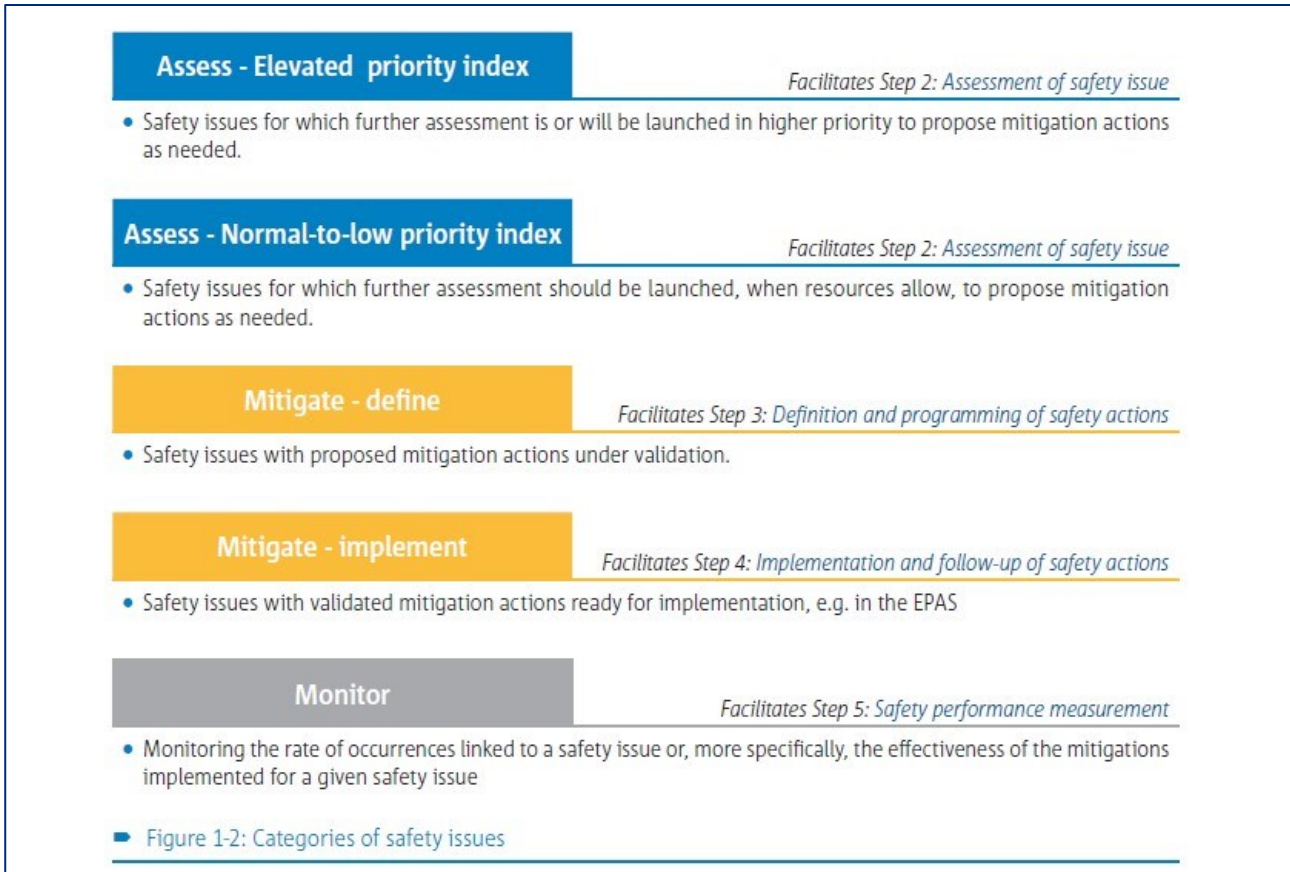 Assess - Elevated priority index
Facilitates Step 2: Assessment of safety issue
• Safety issues for which further assessment is or will be launched in higher priority to propose mitigation actions
as needed.
Assess - Normal-to-low priority index
Facilitates Step 2: Assessment of safety issue
• Safety issues for which further assessment should be launched, when resources allow, to propose mitigation
actions as needed.
Mitigate - define
Facilitates Step 3: Definition and programming of safety actions
• Safety issues with proposed mitigation actions under validation.
Mitigate - implement
Facilitates Step 4: Implementation and follow-up of safety actions
• Safety issues with validated mitigation actions ready for implementation, e.g. in the EPAS
Monitor
Facilitates Step 5: Safety performance measurement
• Monitoring the rate of occurrences linked to a safety issue or, more specifically, the effectiveness of the mitigations
implemented for a given safety issue
Figure 1-2: Categories of safety issues